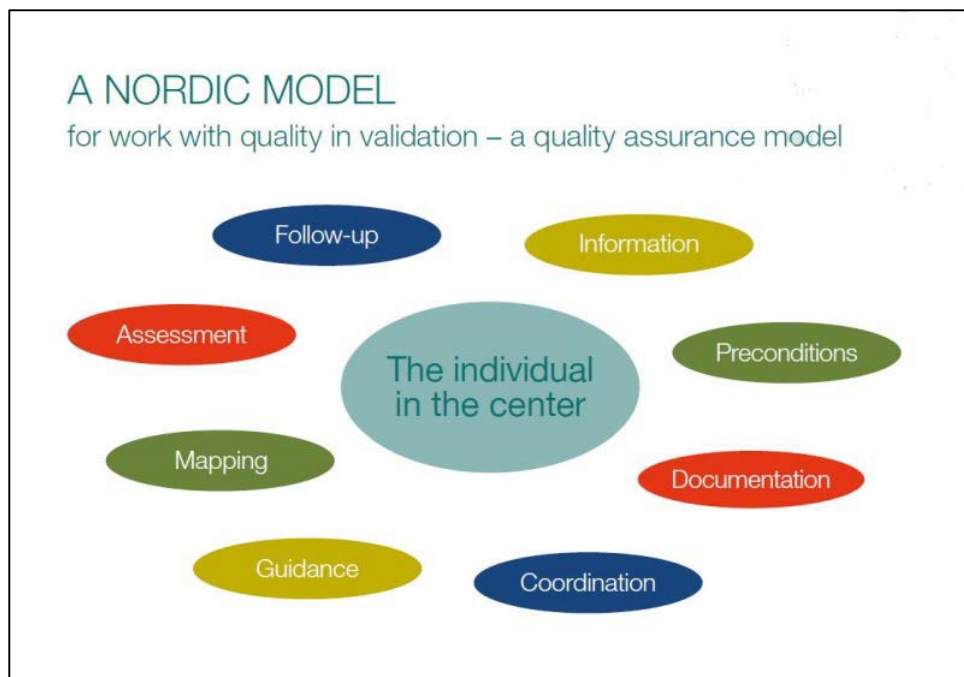 A NORDIC MODEL
for work with quality in validation – a quality assurance model
Follow-up
Information
Assessment
Preconditions
The individual
in the center
Mapping
Documentation
Guidance
Coordination